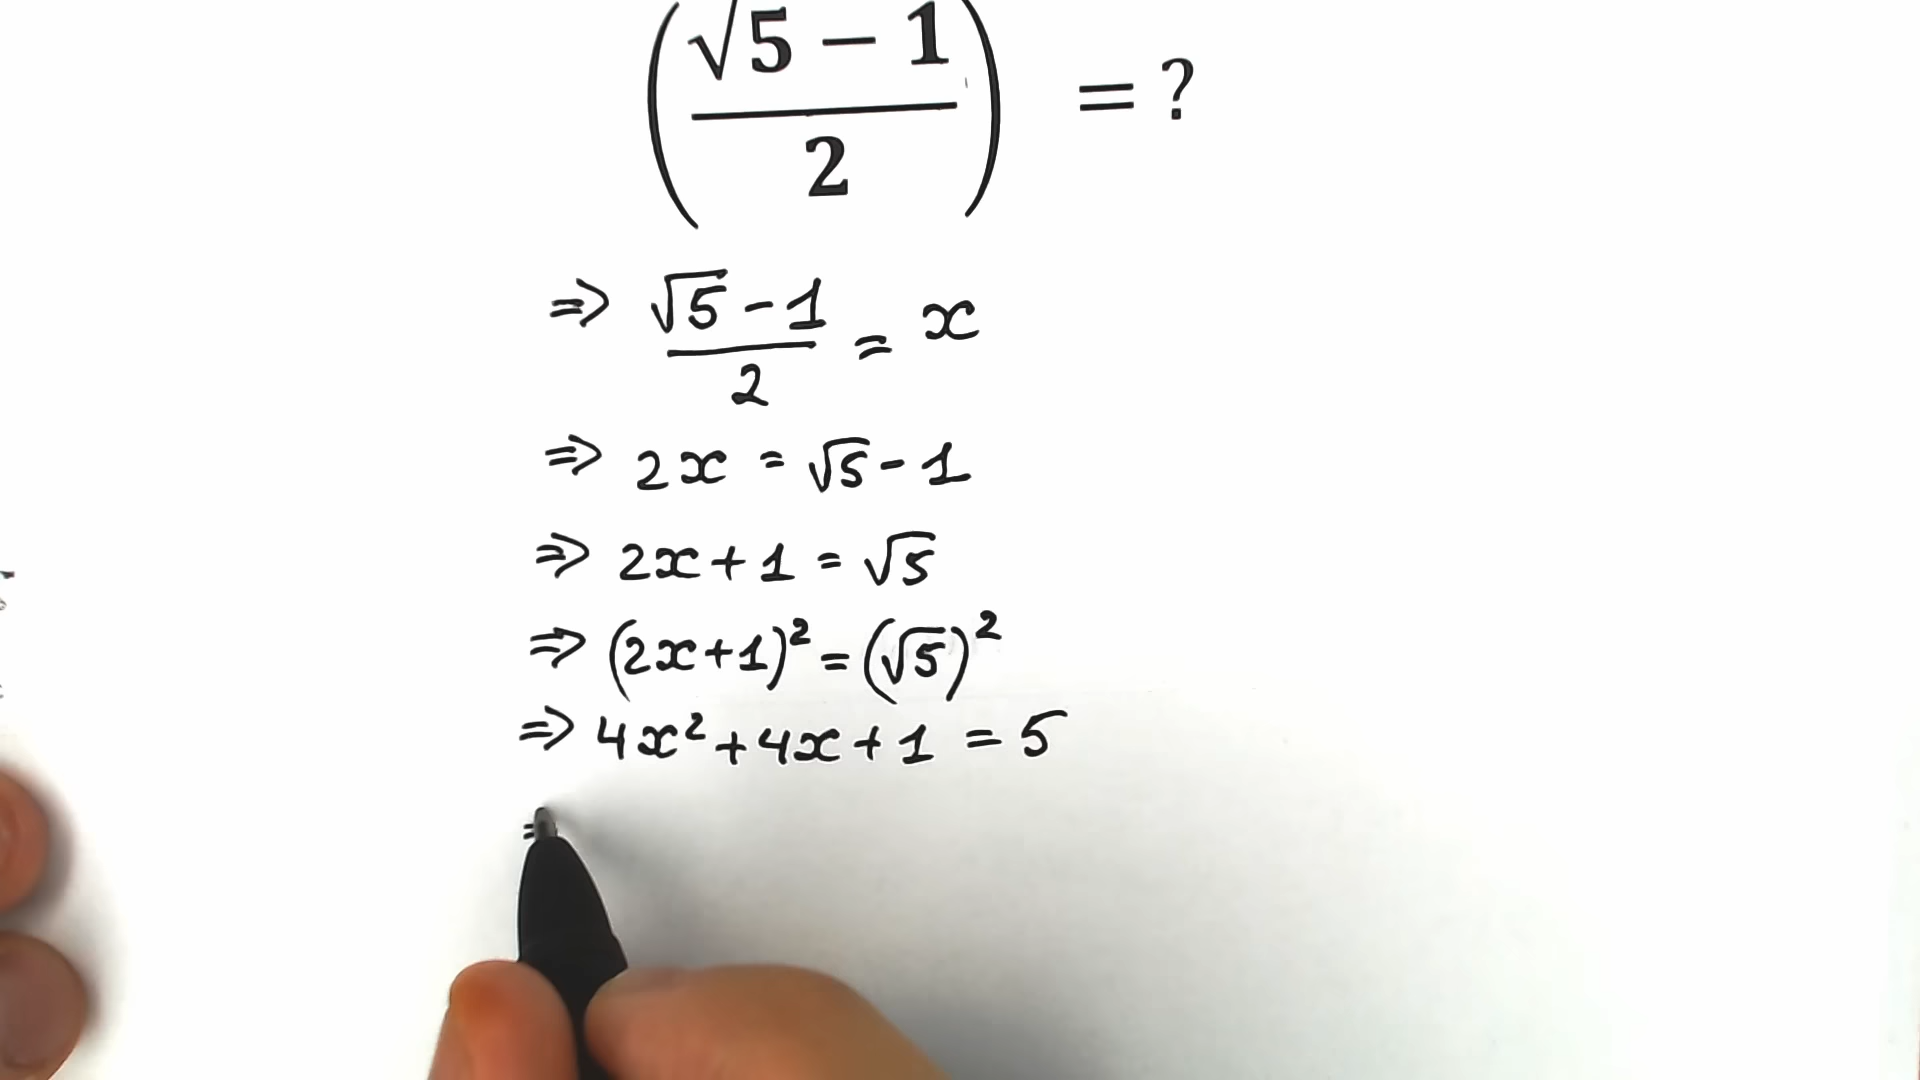 (√5 − 1 / 2) = ?
⇒ √5 - 1 / 2 = x
⇒ 2x = √5 - 1
⇒ 2x + 1 = √5
⇒ (2x+1)² = (√5)²
⇒ 4x² + 4x + 1 = 5
=